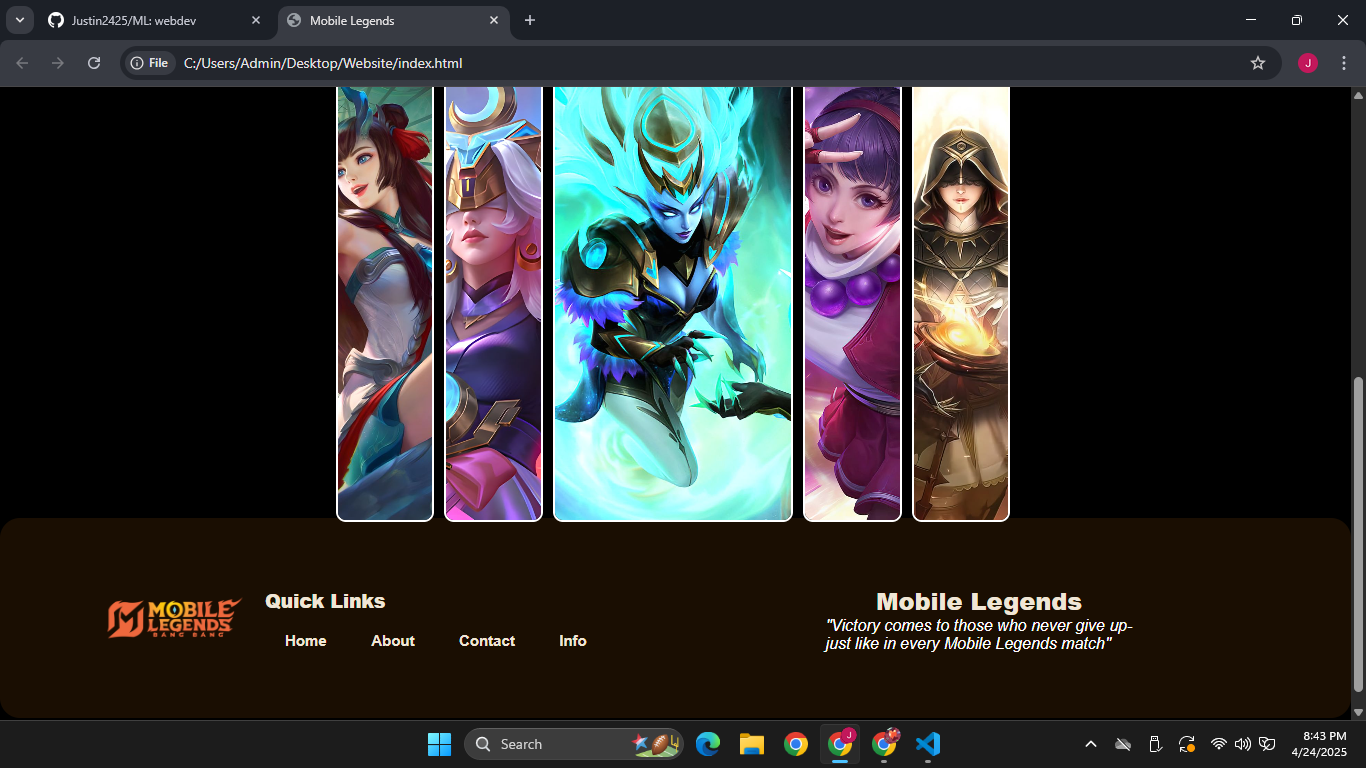 Justin2425/ML: webdev
Mobile Legends
File
C:/Users/Admin/Desktop/Website/index.html
J
MOBILE
LEGENDS
BANG BANG
Quick Links
Home About Contact Info
Mobile Legends
"Victory comes to those who never give up-
just like in every Mobile Legends match"
Search
J
8:43 PM
4/24/2025